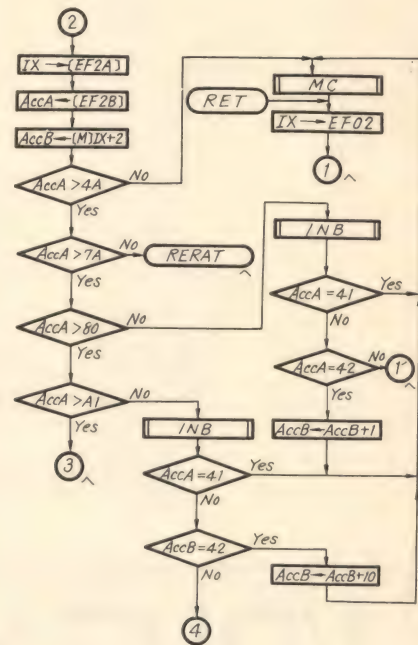 2
IX → (EF2A)
AccA ← (EF2B)
AccB ← (M)IX+2
AccA > 4A
No
Yes
AccA > 7A
No
RERAT
Yes
AccA > 80
No
Yes
AccA > A1
No
Yes
3
MC
RET
IX → EF02
1
INB
AccA = 41
Yes
No
AccA = 42
No
1'
Yes
AccB ← AccB+1
INB
AccA = 41
Yes
No
AccB = 42
Yes
No
AccB ← AccB+10
4